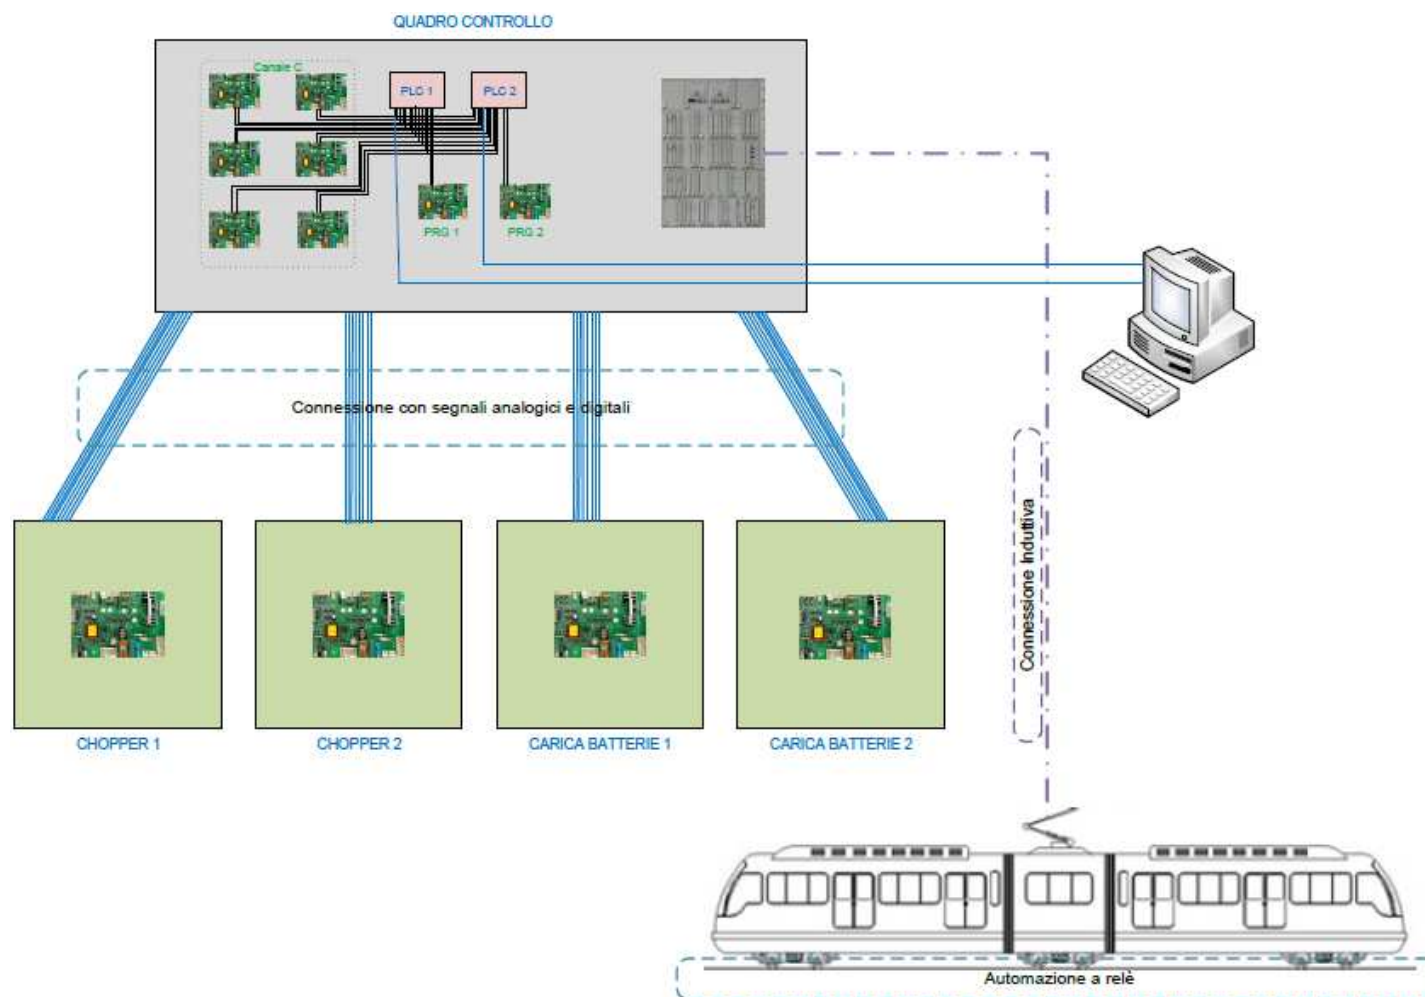 QUADRO CONTROLLO
Canale C
PLC 1
PLC 2
PRG 1
PRG 2
Connessione con segnali analogici e digitali
Connessione Induttiva
CHOPPER 1
CHOPPER 2
CARICA BATTERIE 1
CARICA BATTERIE 2
Automazione a relè